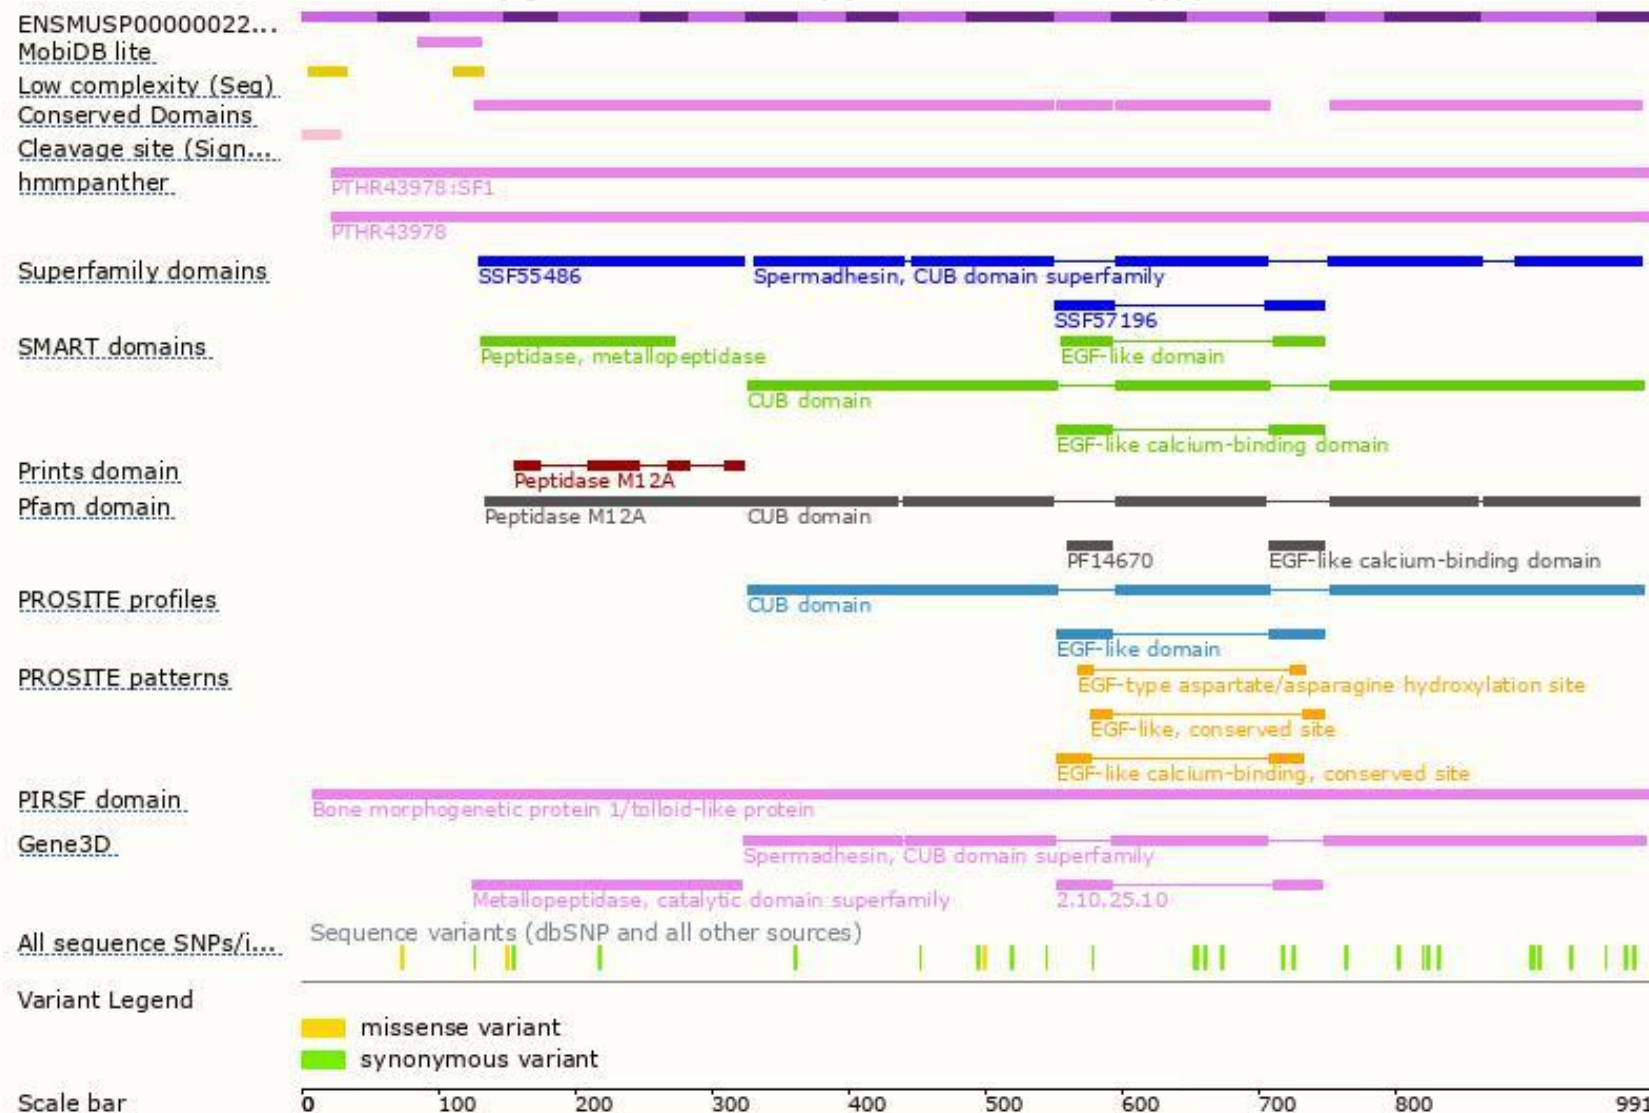 ENSMUSP00000022...
MobiDB lite
Low complexity (Seg)
Conserved Domains
Cleavage site (Sign...
hmmpanther
PTHR43978:SF1
PTHR43978
Superfamily domains
SSF55486 Spermadhesin, CUB domain superfamily
SSF57196
SMART domains
Peptidase, metallopeptidase EGF-like domain
CUB domain
EGF-like calcium-binding domain
Prints domain
Peptidase M12A
Pfam domain
Peptidase M12A CUB domain
PF14670 EGF-like calcium-binding domain
PROSITE profiles
CUB domain
EGF-like domain
PROSITE patterns
EGF-type aspartate/asparagine hydroxylation site
EGF-like, conserved site
EGF-like calcium-binding, conserved site
PIRSF domain
Bone morphogenetic protein 1/tolloid-like protein
Gene3D
Spermadhesin, CUB domain superfamily
Metallopeptidase, catalytic domain superfamily 2.10.25.10
All sequence SNPs/i... Sequence variants (dbSNP and all other sources)
Variant Legend
missense variant
synonymous variant
Scale bar 0 100 200 300 400 500 600 700 800 991